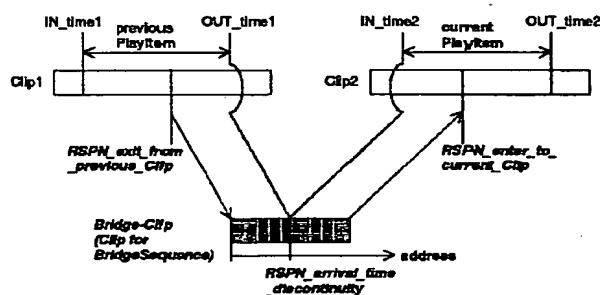 IN_time1
previous
PlayItem
OUT_time1
IN_time2
current
PlayItem
OUT_time2
Clip1
Clip2
RSPN_exit_from
_previous_Clip
RSPN_enter_to_
current_Clip
Bridge-Clip
(Clip for
BridgeSequence)
address
RSPN_arrival_time
_discontinuity